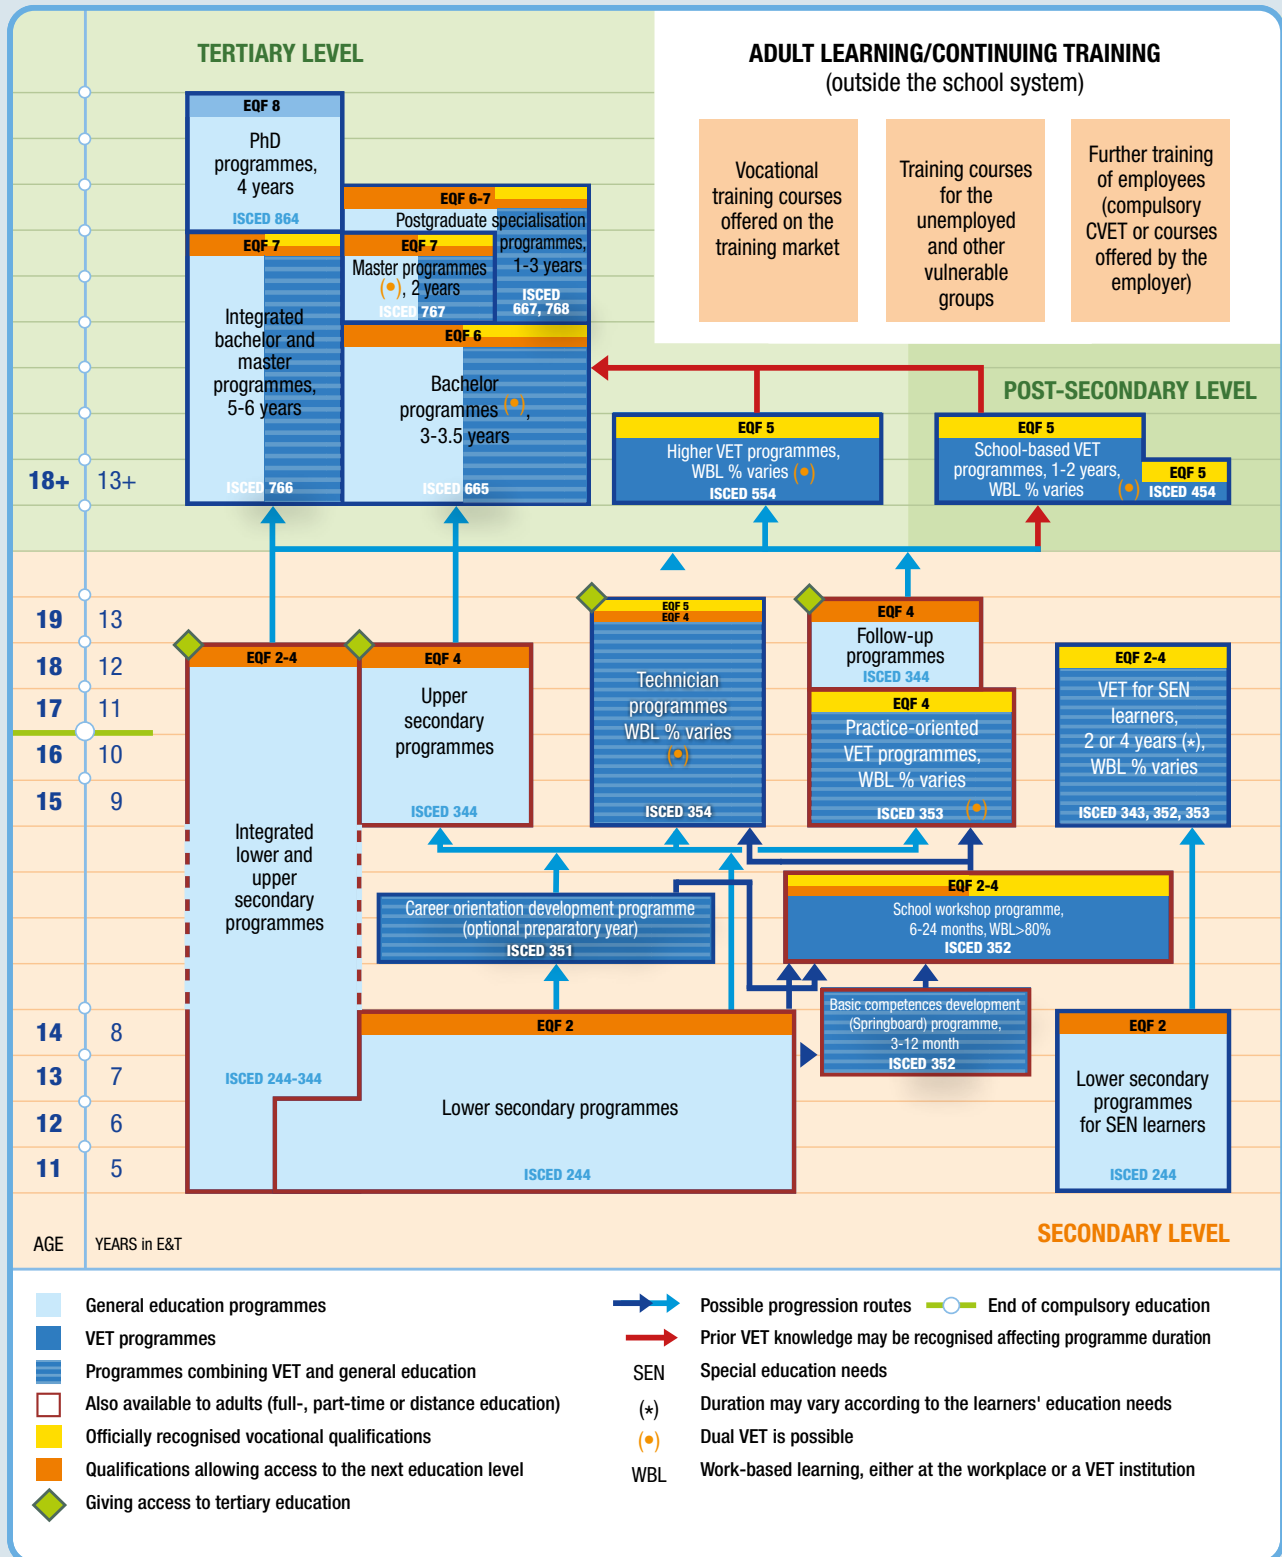 TERTIARY LEVEL
ADULT LEARNING/CONTINUING TRAINING
(outside the school system)
Vocational
training courses
offered on the
training market
Training courses
for the
unemployed
and other
vulnerable
groups
Further training
of employees
(compulsory
CVET or courses
offered by the
employer)
EQF 8
PhD
programmes,
4 years
ISCED 864
EQF 6-7
Postgraduate specialisation
programmes,
1-3 years
ISCED
667, 768
EQF 7
Integrated
bachelor and
master
programmes,
5-6 years
ISCED 766
EQF 7
Master programmes
(•), 2 years
ISCED 767
EQF 6
Bachelor
programmes (•),
3-3.5 years
ISCED 665
POST-SECONDARY LEVEL
EQF 5
Higher VET programmes,
WBL % varies (•)
ISCED 554
EQF 5
School-based VET
programmes, 1-2 years,
WBL % varies (•)
EQF 5
ISCED 454
18+ 13+
19 13
18 12
17 11
16 10
15 9
14 8
13 7
12 6
11 5
AGE YEARS in E&T
EQF 2-4
Integrated
lower and
upper
secondary
programmes
ISCED 244-344
EQF 4
Upper
secondary
programmes
ISCED 344
EQF 5
EQF 4
Technician
programmes
WBL % varies
(•)
ISCED 354
EQF 4
Follow-up
programmes
ISCED 344
EQF 4
Practice-oriented
VET programmes,
WBL % varies
ISCED 353 (•)
EQF 2-4
VET for SEN
learners,
2 or 4 years (*),
WBL % varies
ISCED 343, 352, 353
Career orientation development programme
(optional preparatory year)
ISCED 351
EQF 2-4
School workshop programme,
6-24 months, WBL>80%
ISCED 352
Basic competences development
(Springboard) programme,
3-12 month
ISCED 352
EQF 2
Lower secondary programmes
ISCED 244
EQF 2
Lower secondary
programmes
for SEN learners
ISCED 244
SECONDARY LEVEL
General education programmes
VET programmes
Programmes combining VET and general education
Also available to adults (full-, part-time or distance education)
Officially recognised vocational qualifications
Qualifications allowing access to the next education level
Giving access to tertiary education
Possible progression routes
End of compulsory education
Prior VET knowledge may be recognised affecting programme duration
SEN Special education needs
(*) Duration may vary according to the learners' education needs
(•) Dual VET is possible
WBL Work-based learning, either at the workplace or a VET institution